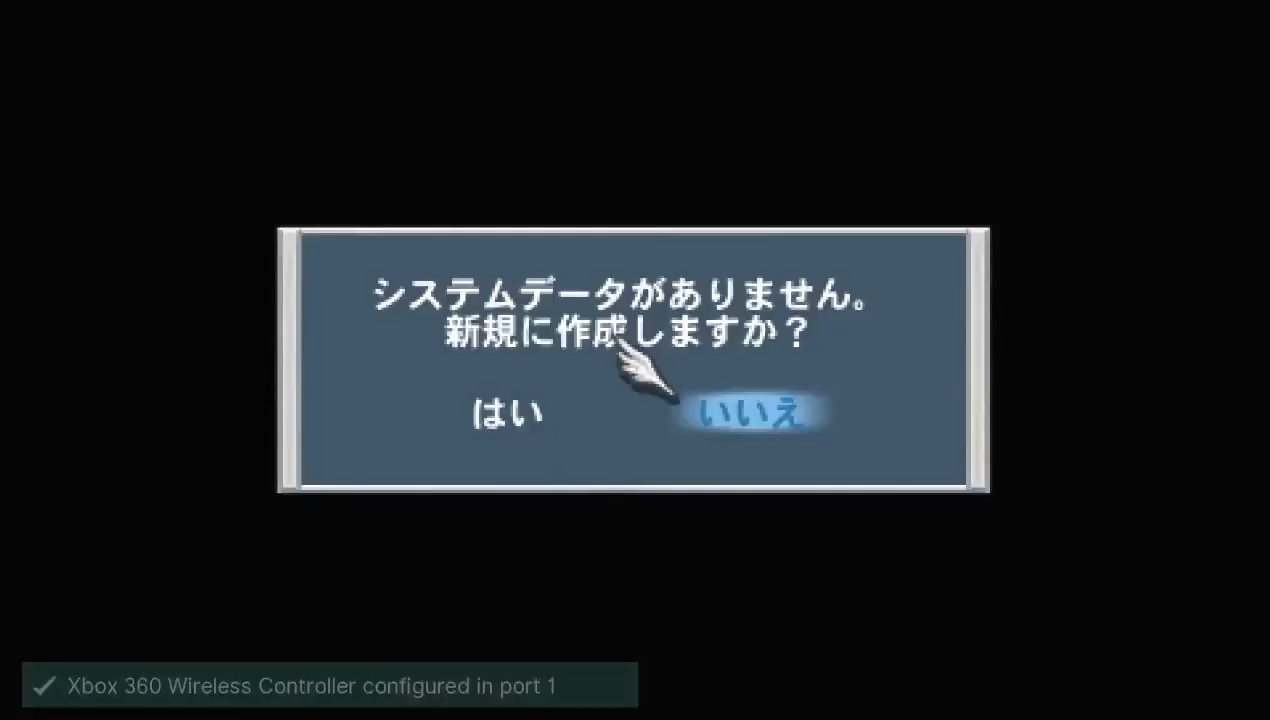 システムデータがありません。
新規に作成しますか？
はい
いいえ
Xbox 360 Wireless Controller configured in port 1